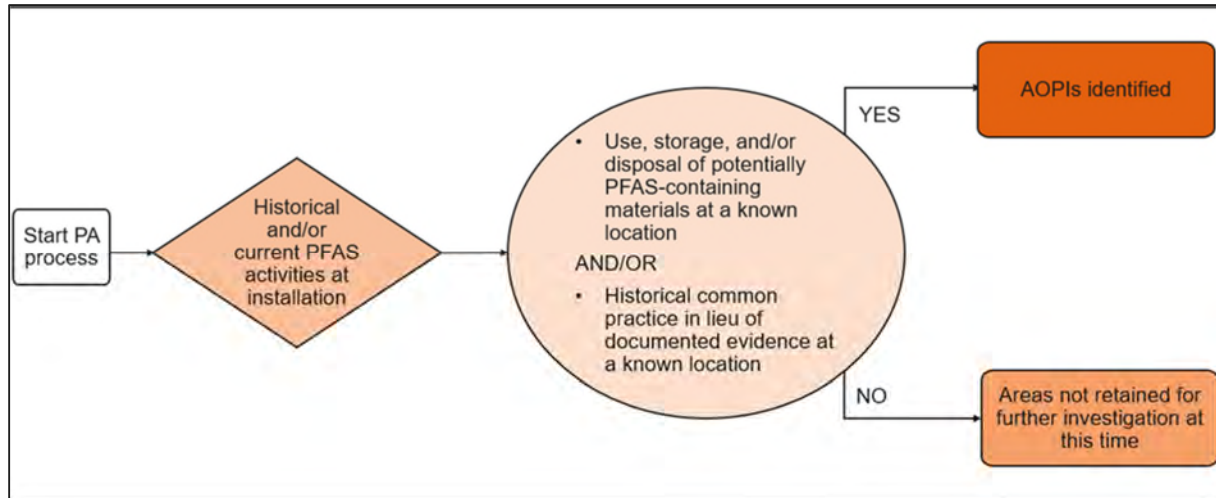 Start PA
process
Historical
and/or
current PFAS
activities at
installation
• Use, storage, and/or
disposal of potentially
PFAS-containing
materials at a known
location
AND/OR
• Historical common
practice in lieu of
documented evidence at
a known location
YES
AOPIs identified
NO
Areas not retained for
further investigation at
this time